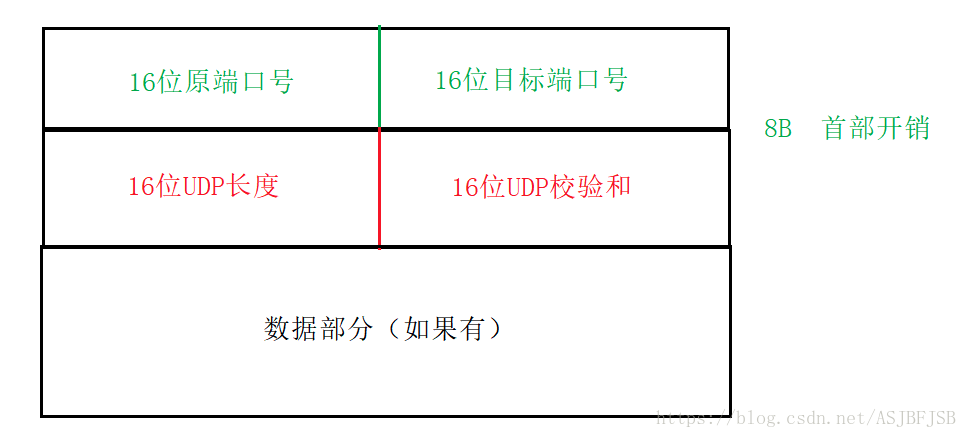 16位原端口号
16位目标端口号
8B 首部开销
16位UDP长度
16位UDP校验和
数据部分（如果有）
https://blog.csdn.net/ASJBFJSB